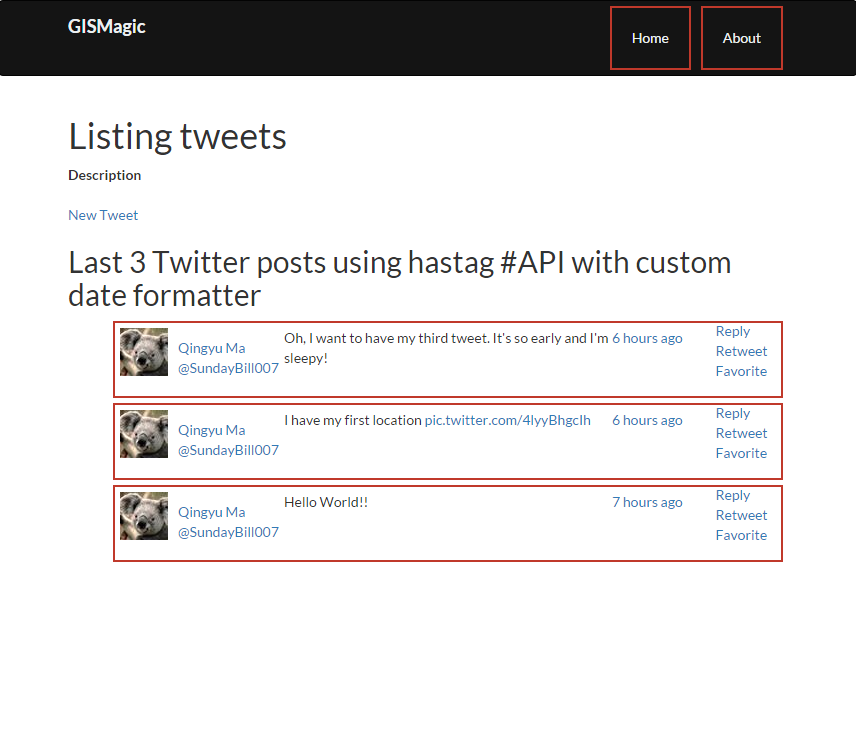 GISMagic
Home
About
Listing tweets
Description
New Tweet
Last 3 Twitter posts using hastag #API with custom
date formatter
Qingyu Ma
@SundayBill007
Oh, I want to have my third tweet. It's so early and I'm
sleepy!
6 hours ago
Reply
Retweet
Favorite
Qingyu Ma
@SundayBill007
I have my first location pic.twitter.com/4lyyBhgcIh
6 hours ago
Reply
Retweet
Favorite
Qingyu Ma
@SundayBill007
Hello World!!
7 hours ago
Reply
Retweet
Favorite